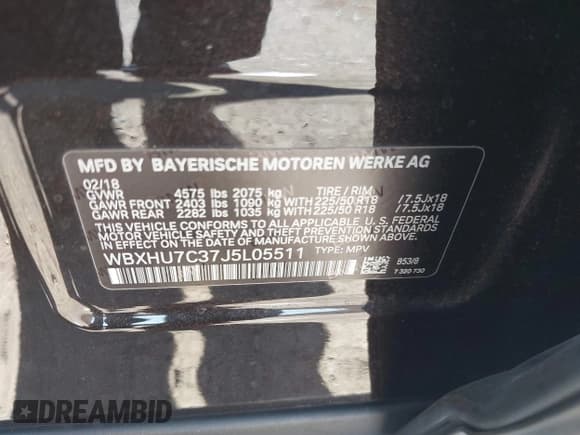 MFD BY BAYERISCHE MOTOREN WERKE AG
02/18
GVWR 4575 lbs 2075 kg TIRE / RIM
GAWR FRONT 2403 lbs 1090 kg WITH 225/50 R18 /7.5Jx18
GAWR REAR 2282 lbs 1035 kg WITH 225/50 R18 /7.5Jx18
THIS VEHICLE CONFORMS TO ALL APPLICABLE U. S. FEDERAL
MOTOR VEHICLE SAFETY AND THEFT PREVENTION STANDARDS
IN EFFECT ON THE DATE OF MANUFACTURE SHOWN ABOVE.
WBXHU7C37J5L05511 TYPE: MPV 853/8
7 320 730
DREAMBID